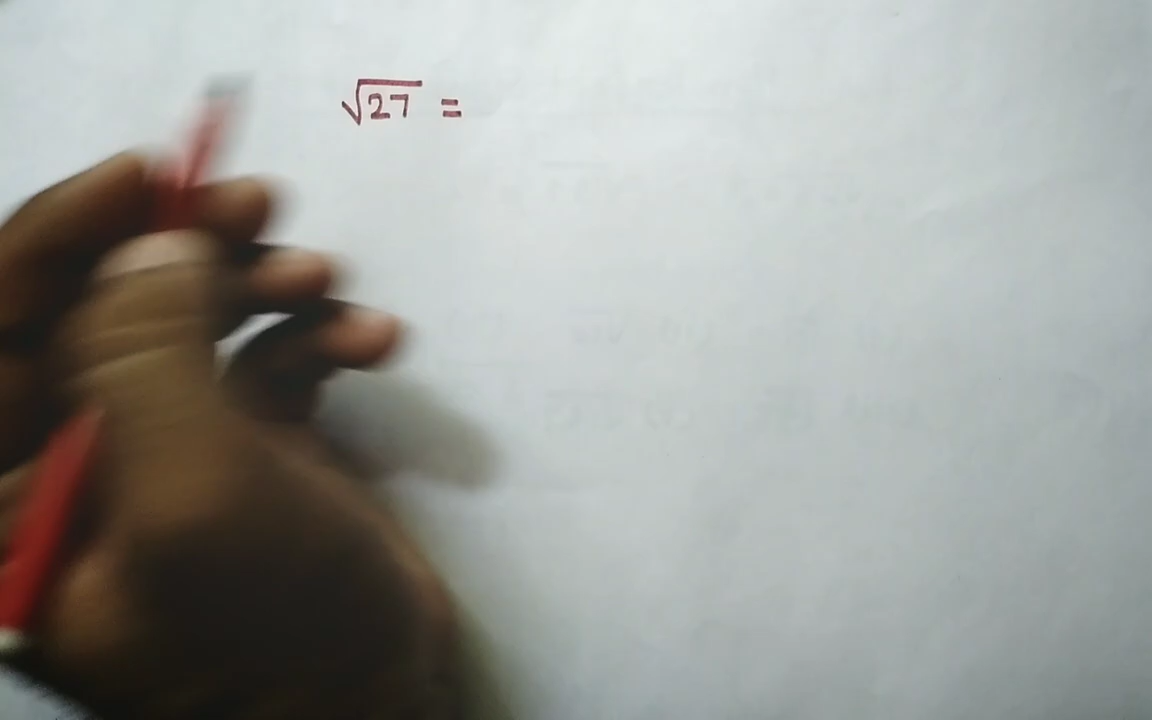 √27 =